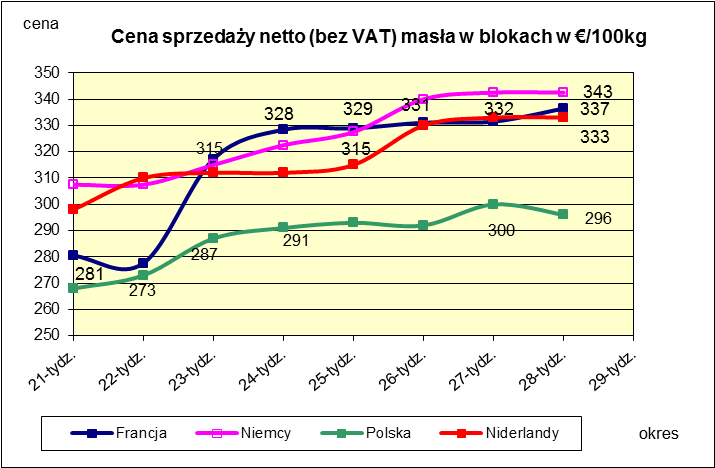 cena
Cena sprzedaży netto (bez VAT) masła w blokach w €/100kg
350
340
330
320
310
300
290
280
270
260
250
281
273
315
287
328
291
329
315
331
332
300
343
337
333
296
21-tydz.
22-tydz.
23-tydz.
24-tydz.
25-tydz.
26-tydz.
27-tydz.
28-tydz.
29-tydz.
Francja Niemcy Polska Niderlandy
okres